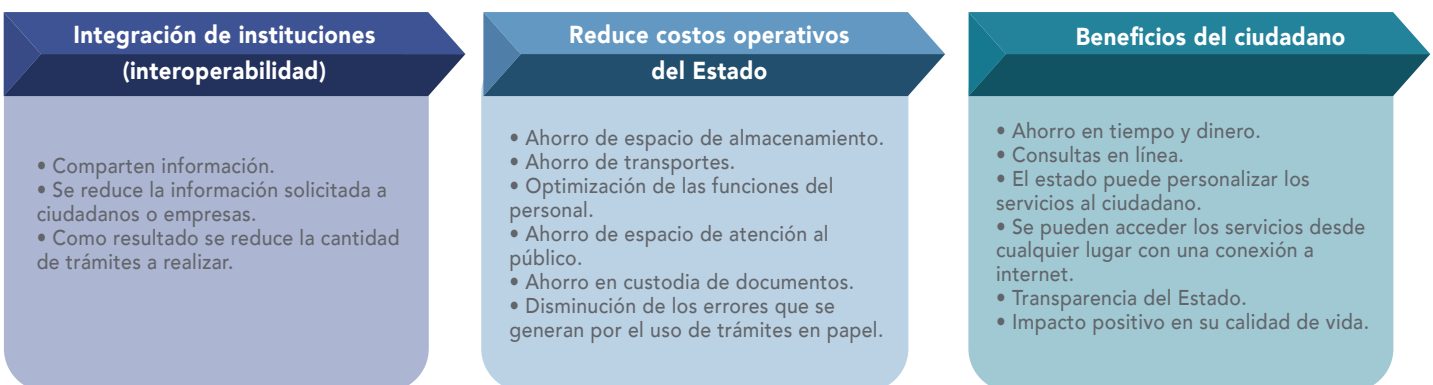 Integración de instituciones
(interoperabilidad)
• Comparten información.
• Se reduce la información solicitada a
ciudadanos o empresas.
• Como resultado se reduce la cantidad
de trámites a realizar.
Reduce costos operativos
del Estado
• Ahorro de espacio de almacenamiento.
• Ahorro de transportes.
• Optimización de las funciones del
personal.
• Ahorro de espacio de atención al
público.
• Ahorro en custodia de documentos.
• Disminución de los errores que se
generan por el uso de trámites en papel.
Beneficios del ciudadano
• Ahorro en tiempo y dinero.
• Consultas en línea.
• El estado puede personalizar los
servicios al ciudadano.
• Se pueden acceder los servicios desde
cualquier lugar con una conexión a
internet.
• Transparencia del Estado.
• Impacto positivo en su calidad de vida.